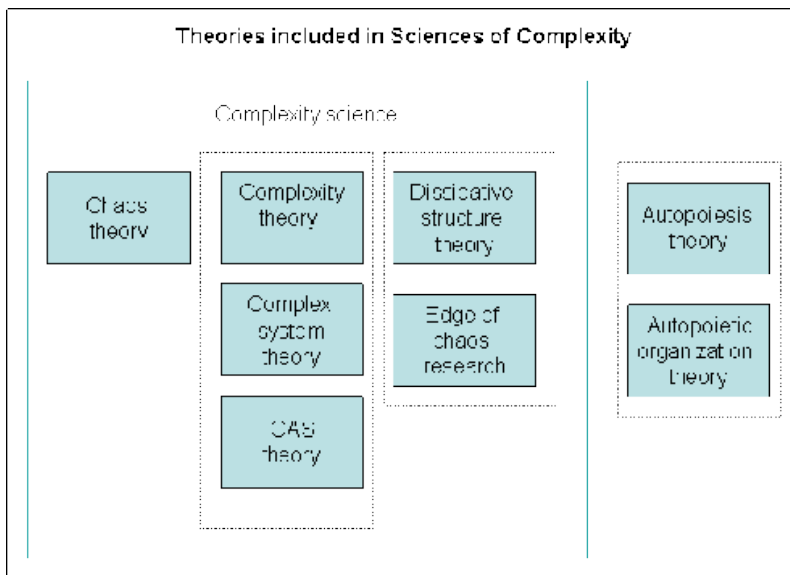 Theories included in Sciences of Complexity
Complexity science
Chaos
theory
Complexity
theory
Complex
system
theory
CAS
theory
Dissipative
structure
theory
Edge of
chaos
research
Autopoiesis
theory
Autopoietic
organization
theory